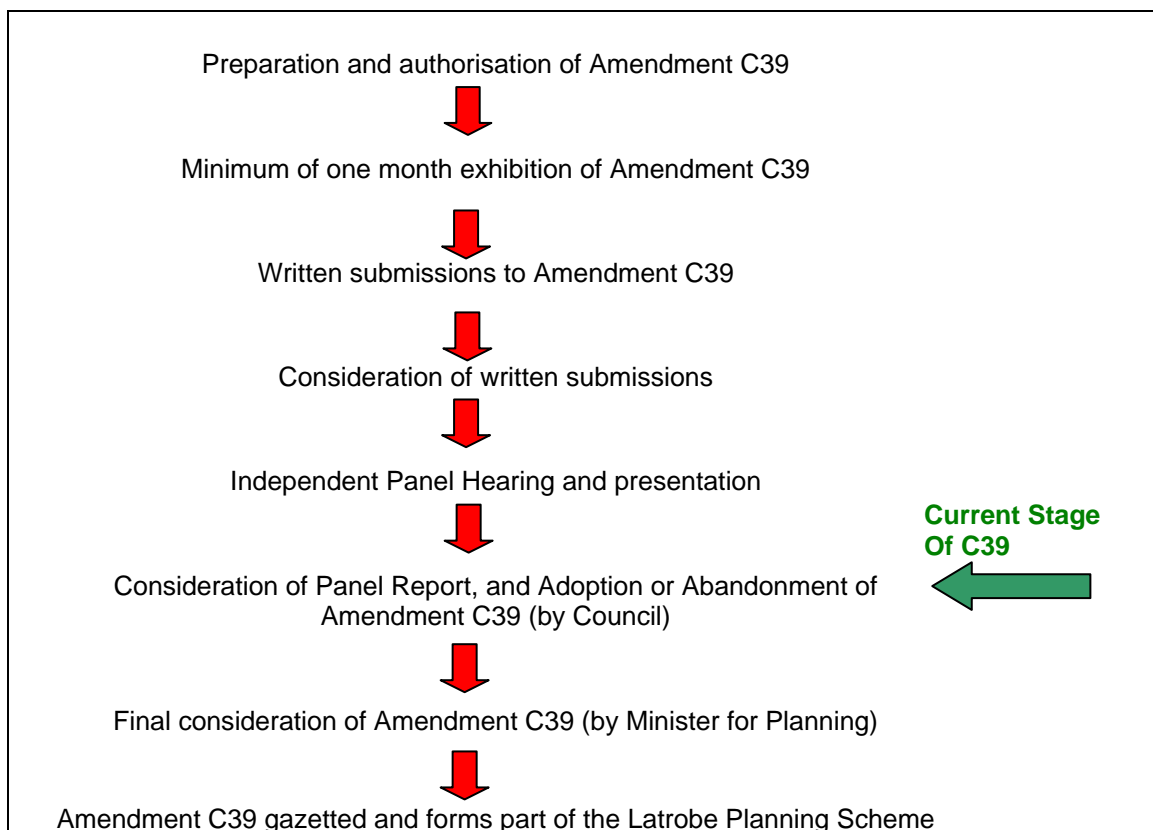 Preparation and authorisation of Amendment C39
Minimum of one month exhibition of Amendment C39
Written submissions to Amendment C39
Consideration of written submissions
Independent Panel Hearing and presentation
Current Stage
Of C39
Consideration of Panel Report, and Adoption or Abandonment of
Amendment C39 (by Council)
Final consideration of Amendment C39 (by Minister for Planning)
Amendment C39 gazetted and forms part of the Latrobe Planning Scheme